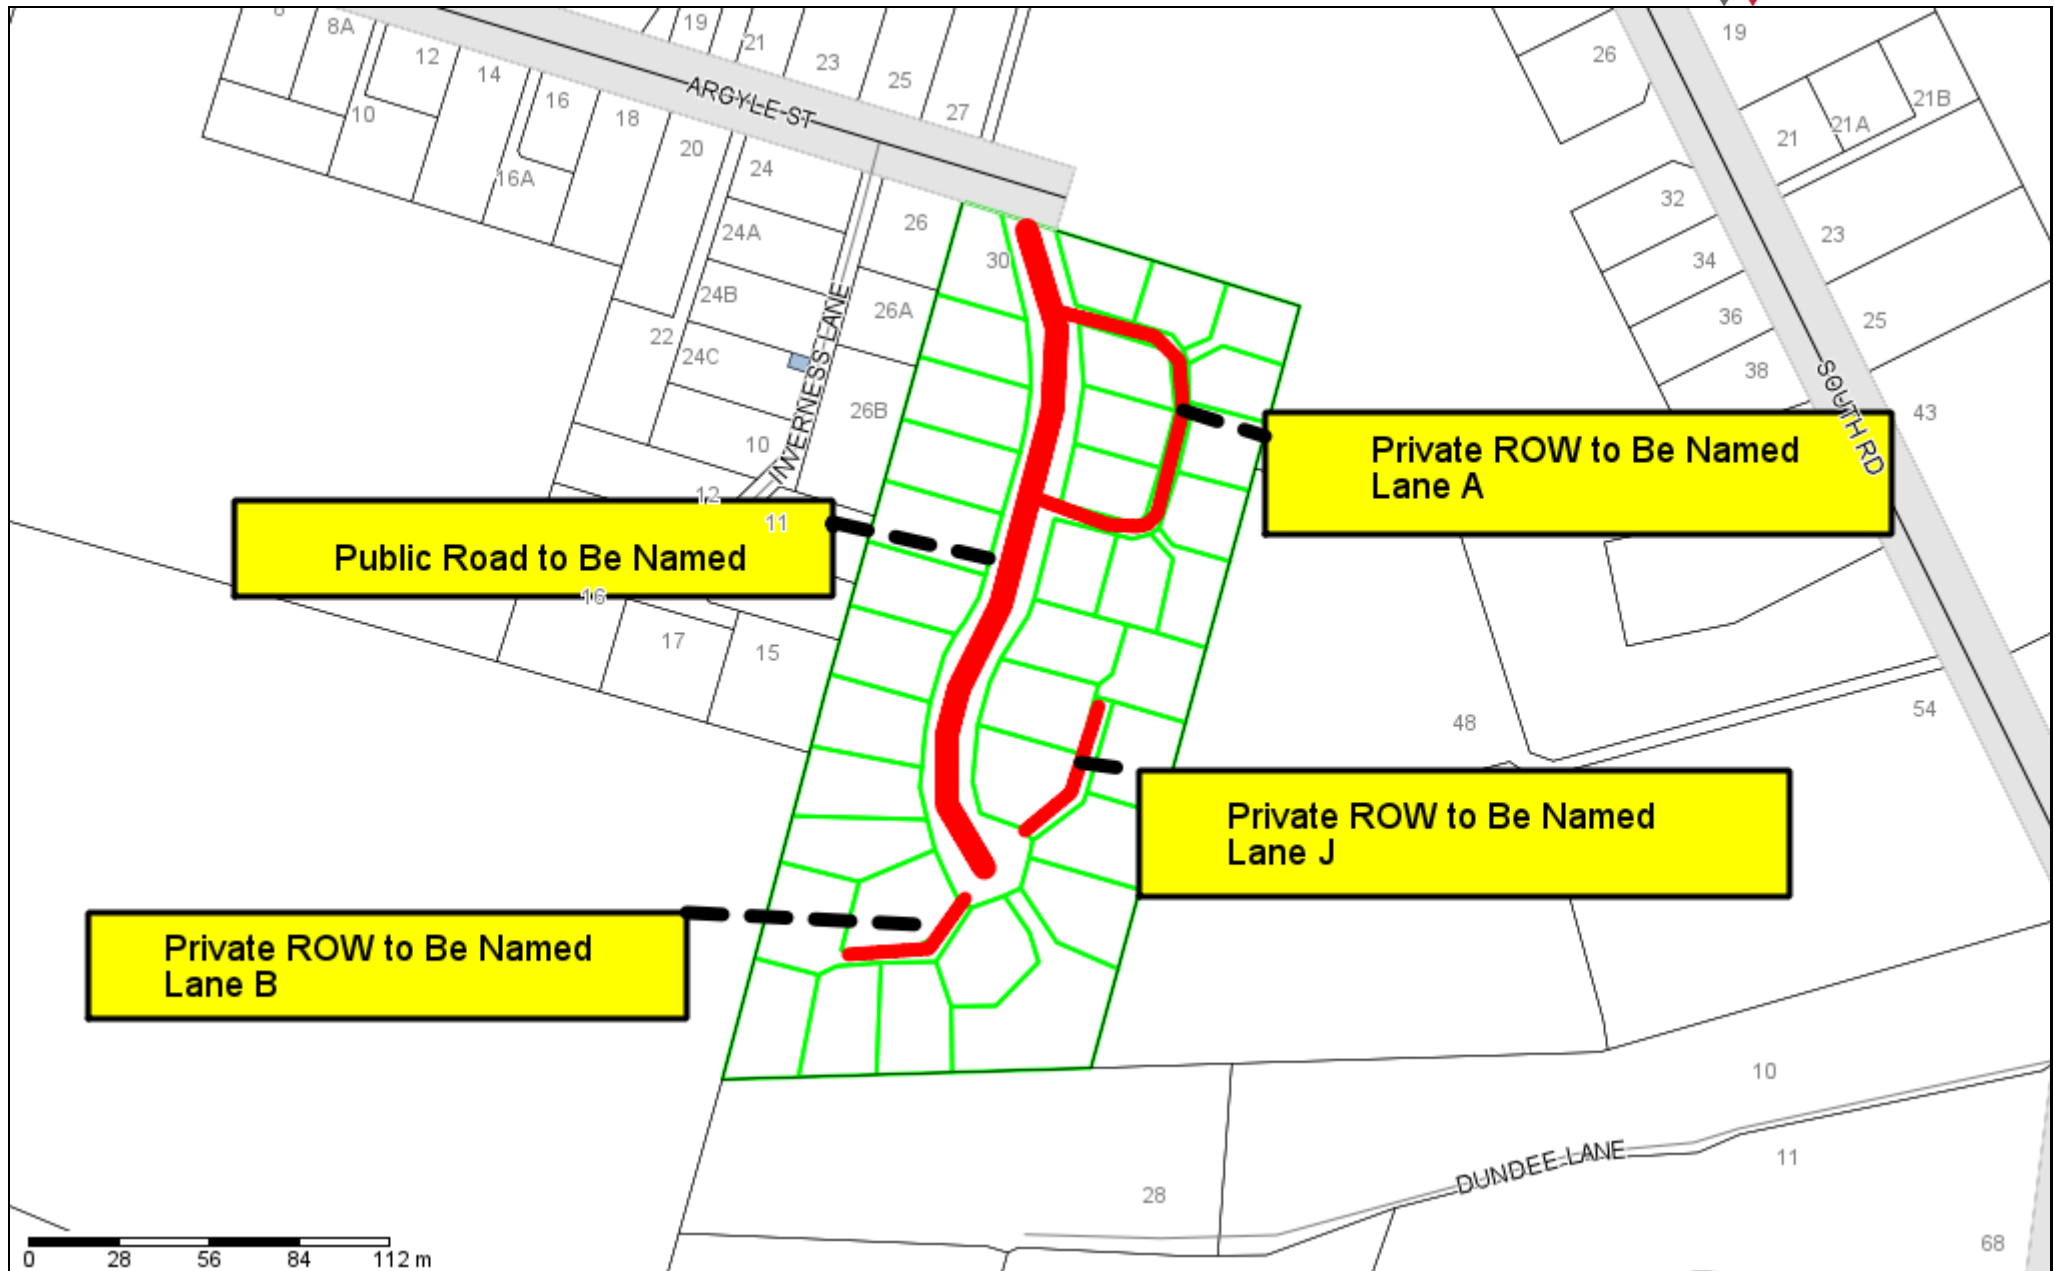 8A
12
14
10
16
16A
18
20
19
21
23
25
27
ARGYLE ST
24
24A
24B
24C
22
26
26A
26B
30
INVERNESS LANE
10
12
11
Public Road to Be Named
16
17
15
26
19
21
21A
21B
32
34
36
38
23
25
43
SOUTH RD
Private ROW to Be Named
Lane A
48
54
Private ROW to Be Named
Lane J
Private ROW to Be Named
Lane B
10
11
DUNDEE LANE
28
68
0 28 56 84 112 m